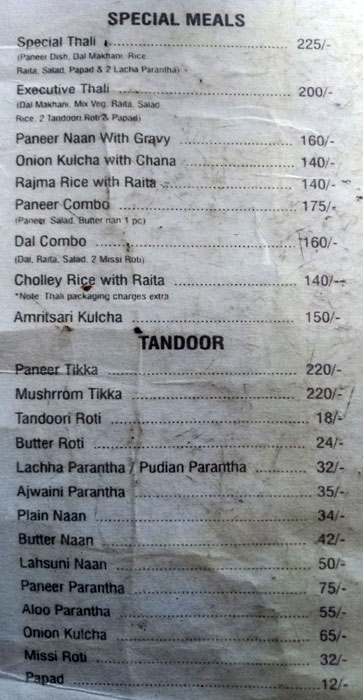 SPECIAL MEALS
Special Thali 225/-
(Paneer Dish, Dal Makhani, Rice,
Raita, Salad, Papad & 2 Lacha Parantha)
Executive Thali 200/-
(Dal Makhani, Mix Veg, Raita, Salad
Rice, 2 Tandoori Roti & Papad)
Paneer Naan With Gravy 160/-
Onion Kulcha with Chana 140/-
Rajma Rice with Raita 140/-
Paneer Combo 175/-
(Paneer Salad, Butter nan 1 pc)
Dal Combo 160/-
(Dal, Raita, Salad, 2 Missi Roti)
Cholley Rice with Raita 140/-
*Note: Thali packaging charges extra
Amritsari Kulcha 150/-
TANDOOR
Paneer Tikka 220/-
Mushrrom Tikka 220/-
Tandoori Roti 18/-
Butter Roti 24/-
Lachha Parantha / Pudian Parantha 32/-
Ajwaini Parantha 35/-
Plain Naan 34/-
Butter Naan 42/-
Lahsuni Naan 50/-
Paneer Parantha 75/-
Aloo Parantha 55/-
Onion Kulcha 65/-
Missi Roti 32/-
Papad 12/-